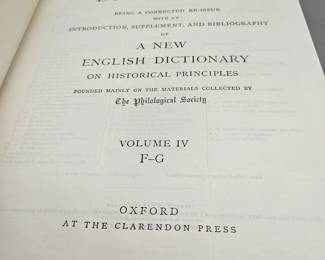 BEING A CORRECTED RE-ISSUE
WITH AN
INTRODUCTION, SUPPLEMENT, AND BIBLIOGRAPHY
OF
A NEW
ENGLISH DICTIONARY
ON HISTORICAL PRINCIPLES
FOUNDED MAINLY ON THE MATERIALS COLLECTED BY
The Philological Society
VOLUME IV
F–G
OXFORD
AT THE CLARENDON PRESS